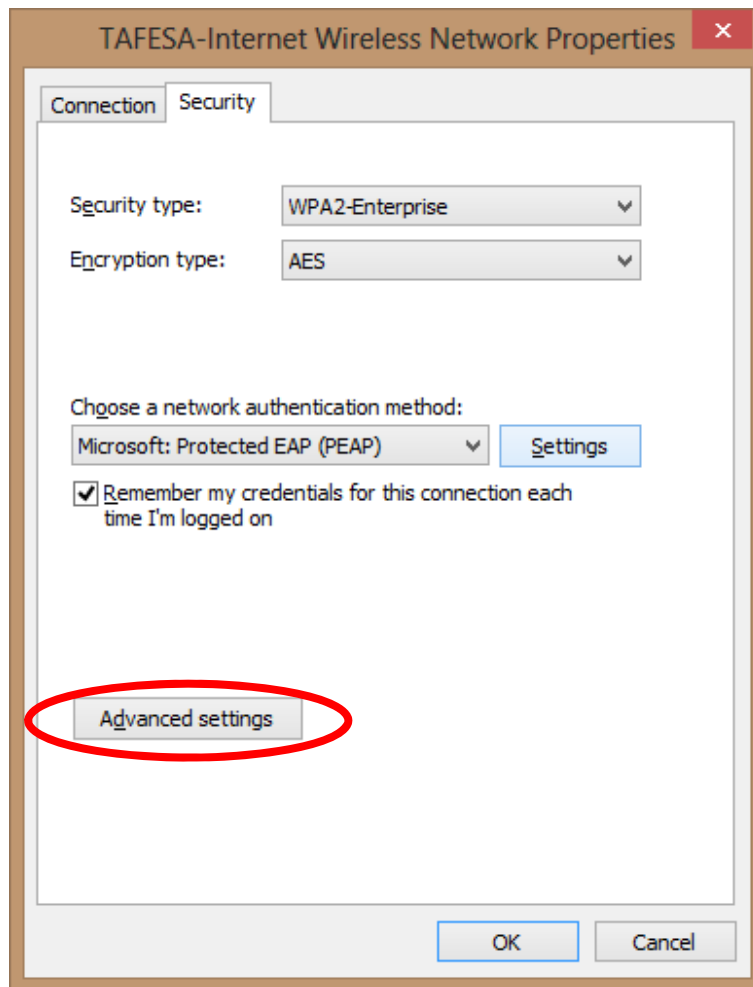 TAFESA-Internet Wireless Network Properties
Connection Security
Security type: WPA2-Enterprise
Encryption type: AES
Choose a network authentication method:
Microsoft: Protected EAP (PEAP) Settings
Remember my credentials for this connection each
time I'm logged on
Advanced settings
OK Cancel